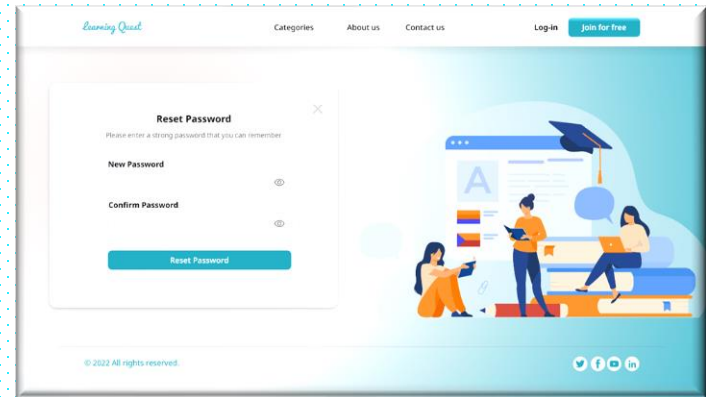 Learning Quest
Categories
About us
Contact us
Log-in
Join for free
Reset Password
Please enter a strong password that you can remember
New Password
Confirm Password
Reset Password
A
© 2022 All rights reserved.